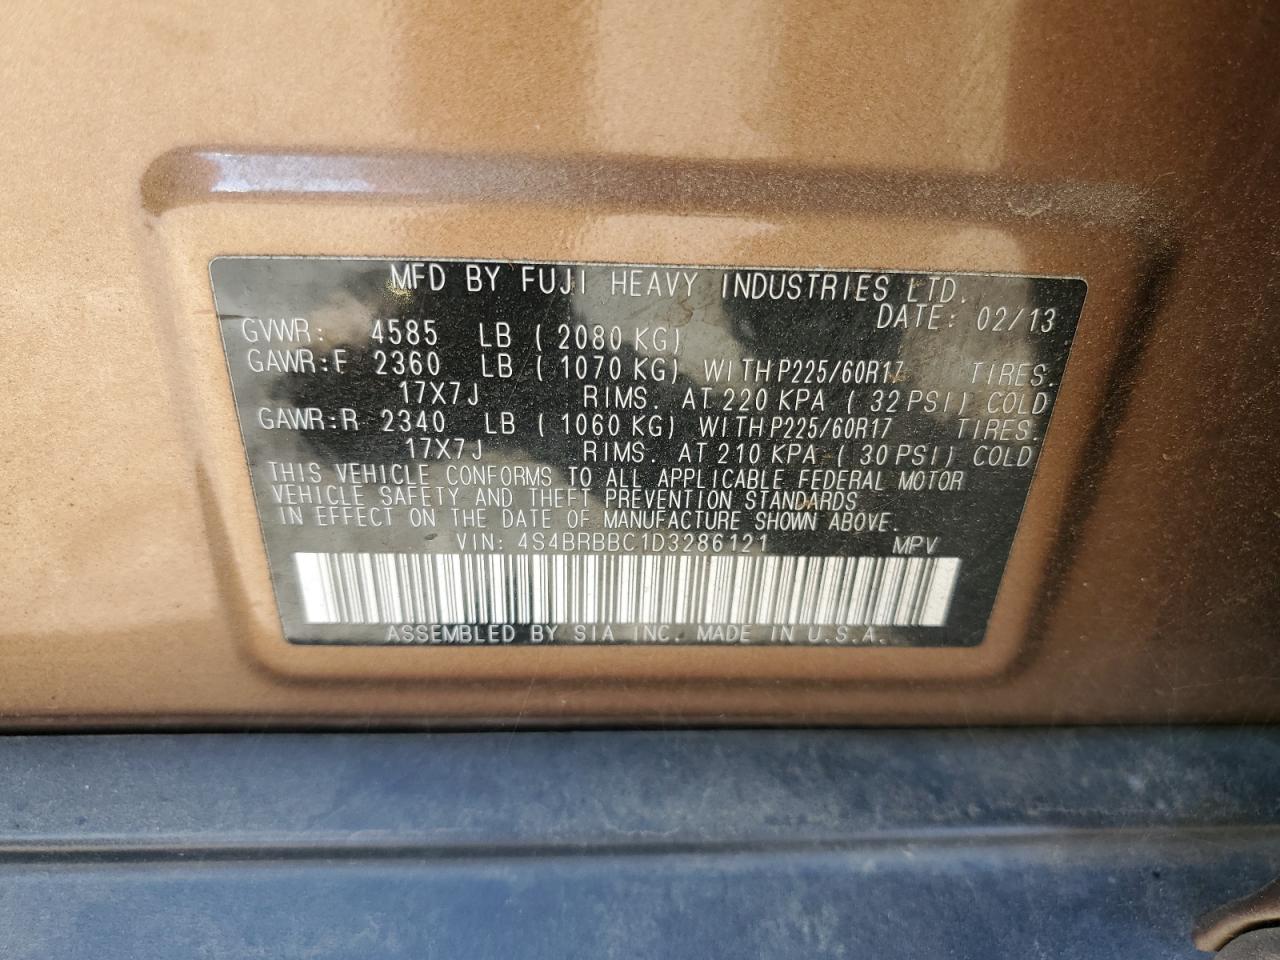 MFD BY FUJI HEAVY INDUSTRIES LTD.
DATE: 02/13
GVWR: 4585 LB ( 2080 KG)
GAWR:F 2360 LB ( 1070 KG) WITH P225/60R17 TIRES.
17X7J RIMS. AT 220 KPA ( 32 PSI) COLD
GAWR:R 2340 LB ( 1060 KG) WITH P225/60R17 TIRES.
17X7J RIMS. AT 210 KPA ( 30 PSI) COLD
THIS VEHICLE CONFORMS TO ALL APPLICABLE FEDERAL MOTOR
VEHICLE SAFETY AND THEFT PREVENTION STANDARDS
IN EFFECT ON THE DATE OF MANUFACTURE SHOWN ABOVE.
VIN: 4S4BRBBC1D3286121 MPV
ASSEMBLED BY SIA INC. MADE IN U.S.A.